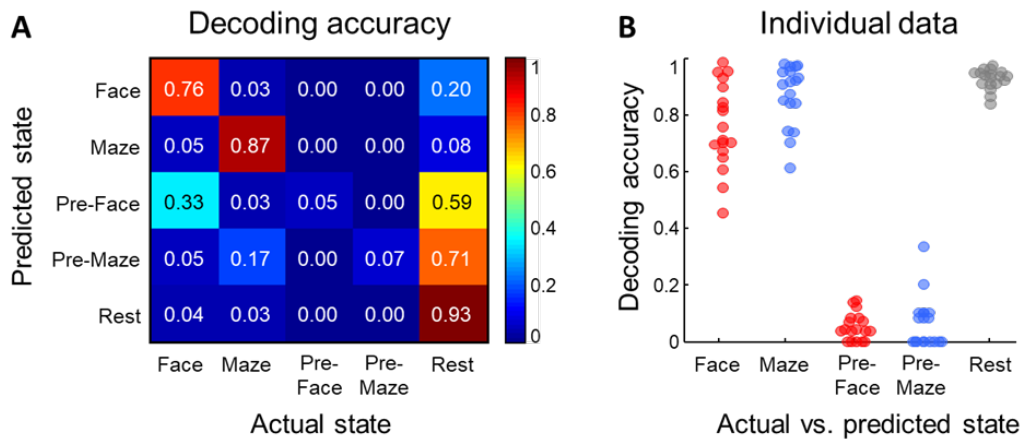 A
Decoding accuracy
Predicted state
Face
0.76 0.03 0.00 0.00 0.20
Maze
0.05 0.87 0.00 0.00 0.08
Pre-Face
0.33 0.03 0.05 0.00 0.59
Pre-Maze
0.05 0.17 0.00 0.07 0.71
Rest
0.04 0.03 0.00 0.00 0.93
1
0.8
0.6
0.4
0.2
0
Face Maze Pre- Pre- Rest
Face Maze
Actual state
B
Individual data
Decoding accuracy
1
0.8
0.6
0.4
0.2
0
Face Maze Pre- Pre- Rest
Face Maze
Actual vs. predicted state